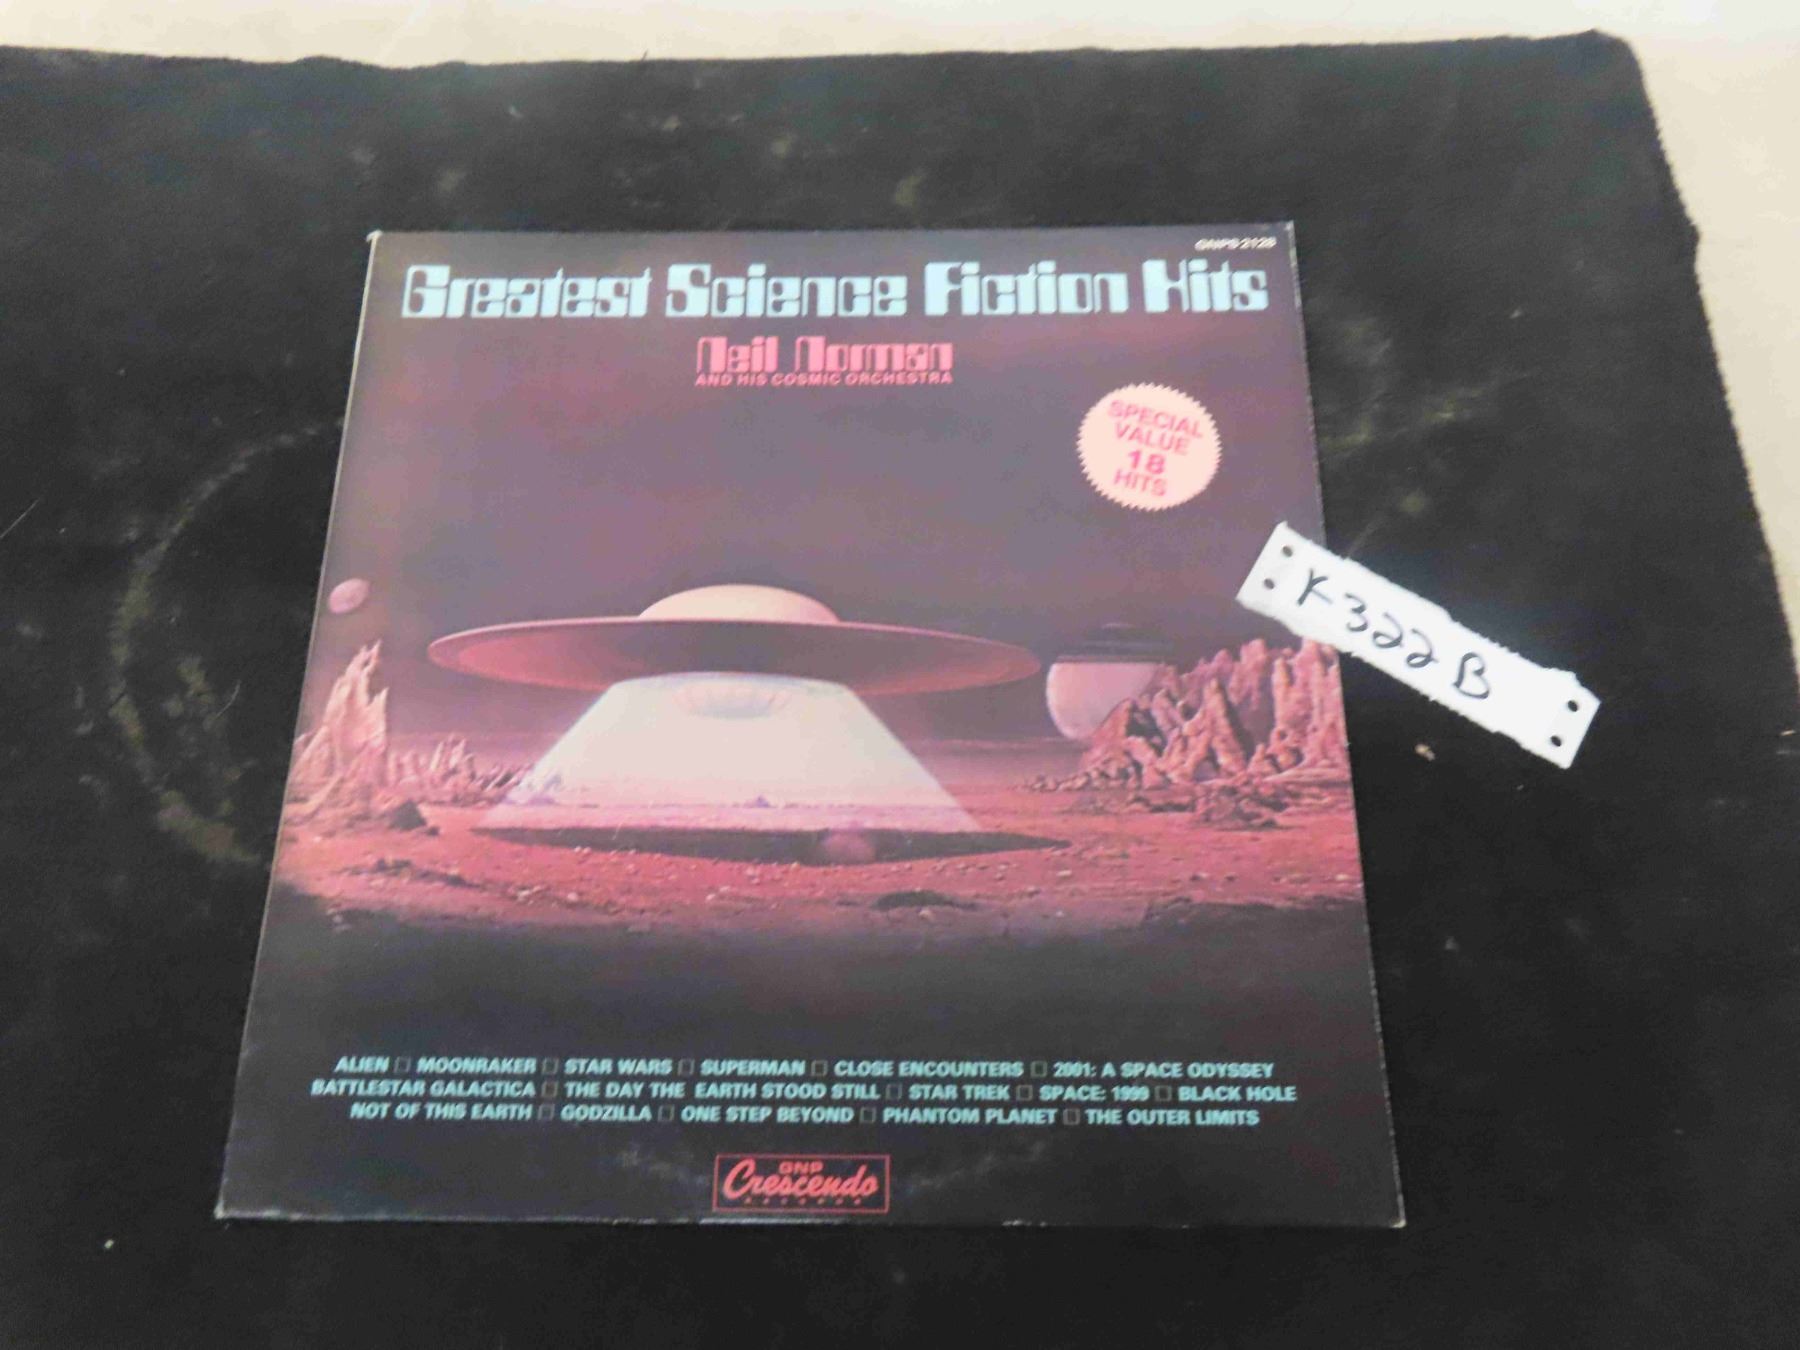 GNPS 2128
Greatest Science Fiction Hits
Neil Norman
AND HIS COSMIC ORCHESTRA
SPECIAL
VALUE
18
HITS
K322B
ALIEN □ MOONRAKER □ STAR WARS □ SUPERMAN □ CLOSE ENCOUNTERS □ 2001: A SPACE ODYSSEY
BATTLESTAR GALACTICA □ THE DAY THE EARTH STOOD STILL □ STAR TREK □ SPACE: 1999 □ BLACK HOLE
NOT OF THIS EARTH □ GODZILLA □ ONE STEP BEYOND □ PHANTOM PLANET □ THE OUTER LIMITS
GNP
Crescendo
RECORDS